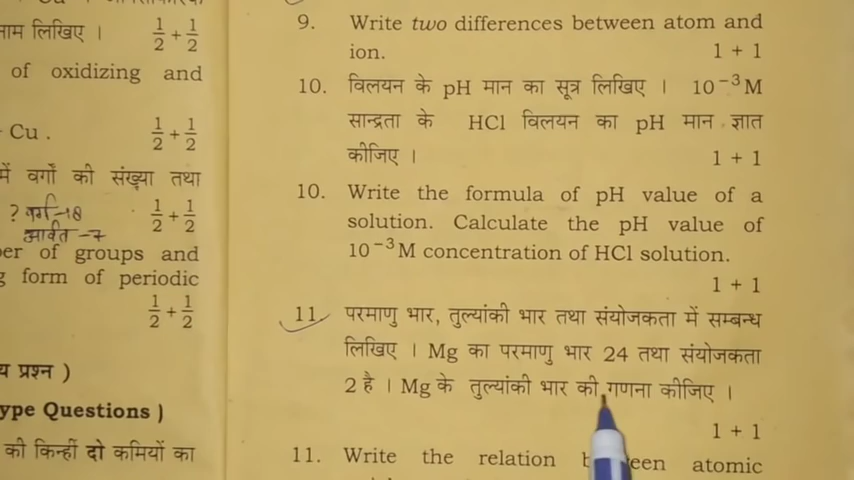 नाम लिखिए । 1/2 + 1/2
of oxidizing and
Cu . 1/2 + 1/2
में वर्गों की संख्या तथा
? वर्ग-18 1/2 + 1/2
आर्वत -7
of groups and
form of periodic
1/2 + 1/2
प्रश्न )
Type Questions )
की किन्हीं दो कमियों का
9. Write two differences between atom and
ion. 1 + 1
10. विलयन के pH मान का सूत्र लिखिए । 10⁻³M
सान्द्रता के HCl विलयन का pH मान ज्ञात
कीजिए । 1 + 1
10. Write the formula of pH value of a
solution. Calculate the pH value of
10⁻³M concentration of HCl solution.
1 + 1
11. परमाणु भार, तुल्यांकी भार तथा संयोजकता में सम्बन्ध
लिखिए । Mg का परमाणु भार 24 तथा संयोजकता
2 है । Mg के तुल्यांकी भार की गणना कीजिए ।
1 + 1
11. Write the relation between atomic